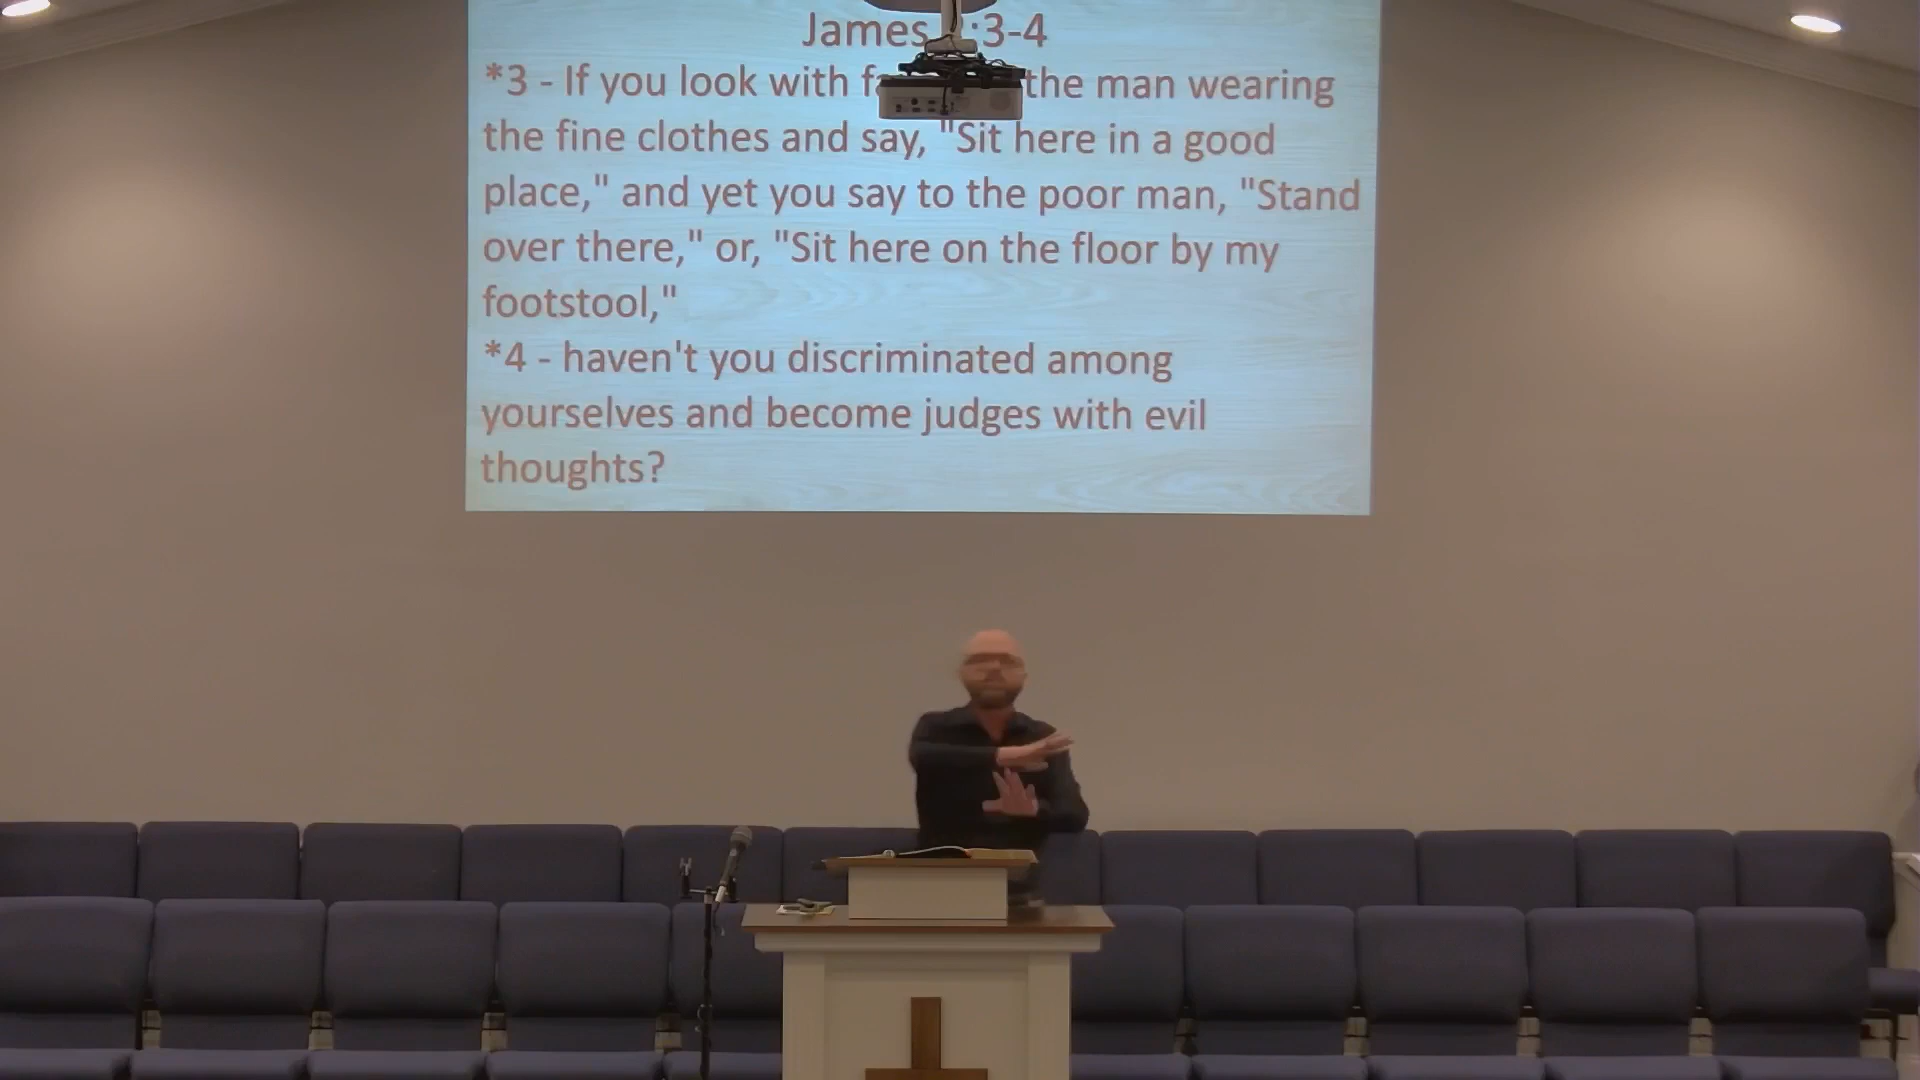 James :3-4
*3 - If you look with the man wearing
the fine clothes and say, "Sit here in a good
place," and yet you say to the poor man, "Stand
over there," or, "Sit here on the floor by my
footstool,"
*4 - haven't you discriminated among
yourselves and become judges with evil
thoughts?